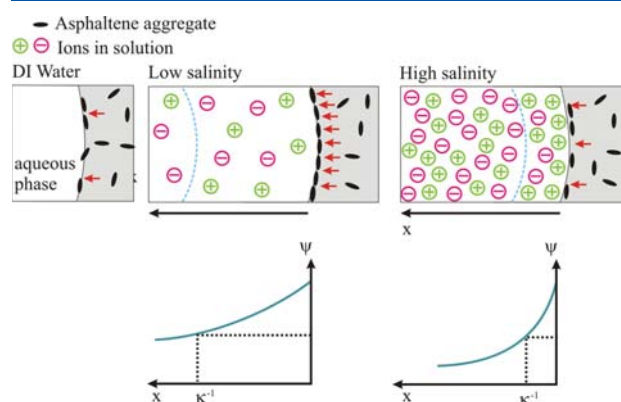 Asphaltene aggregate
Ions in solution
DI Water
Low salinity
High salinity
aqueous
phase
x
ψ
ψ
x
κ⁻¹
x
κ⁻¹